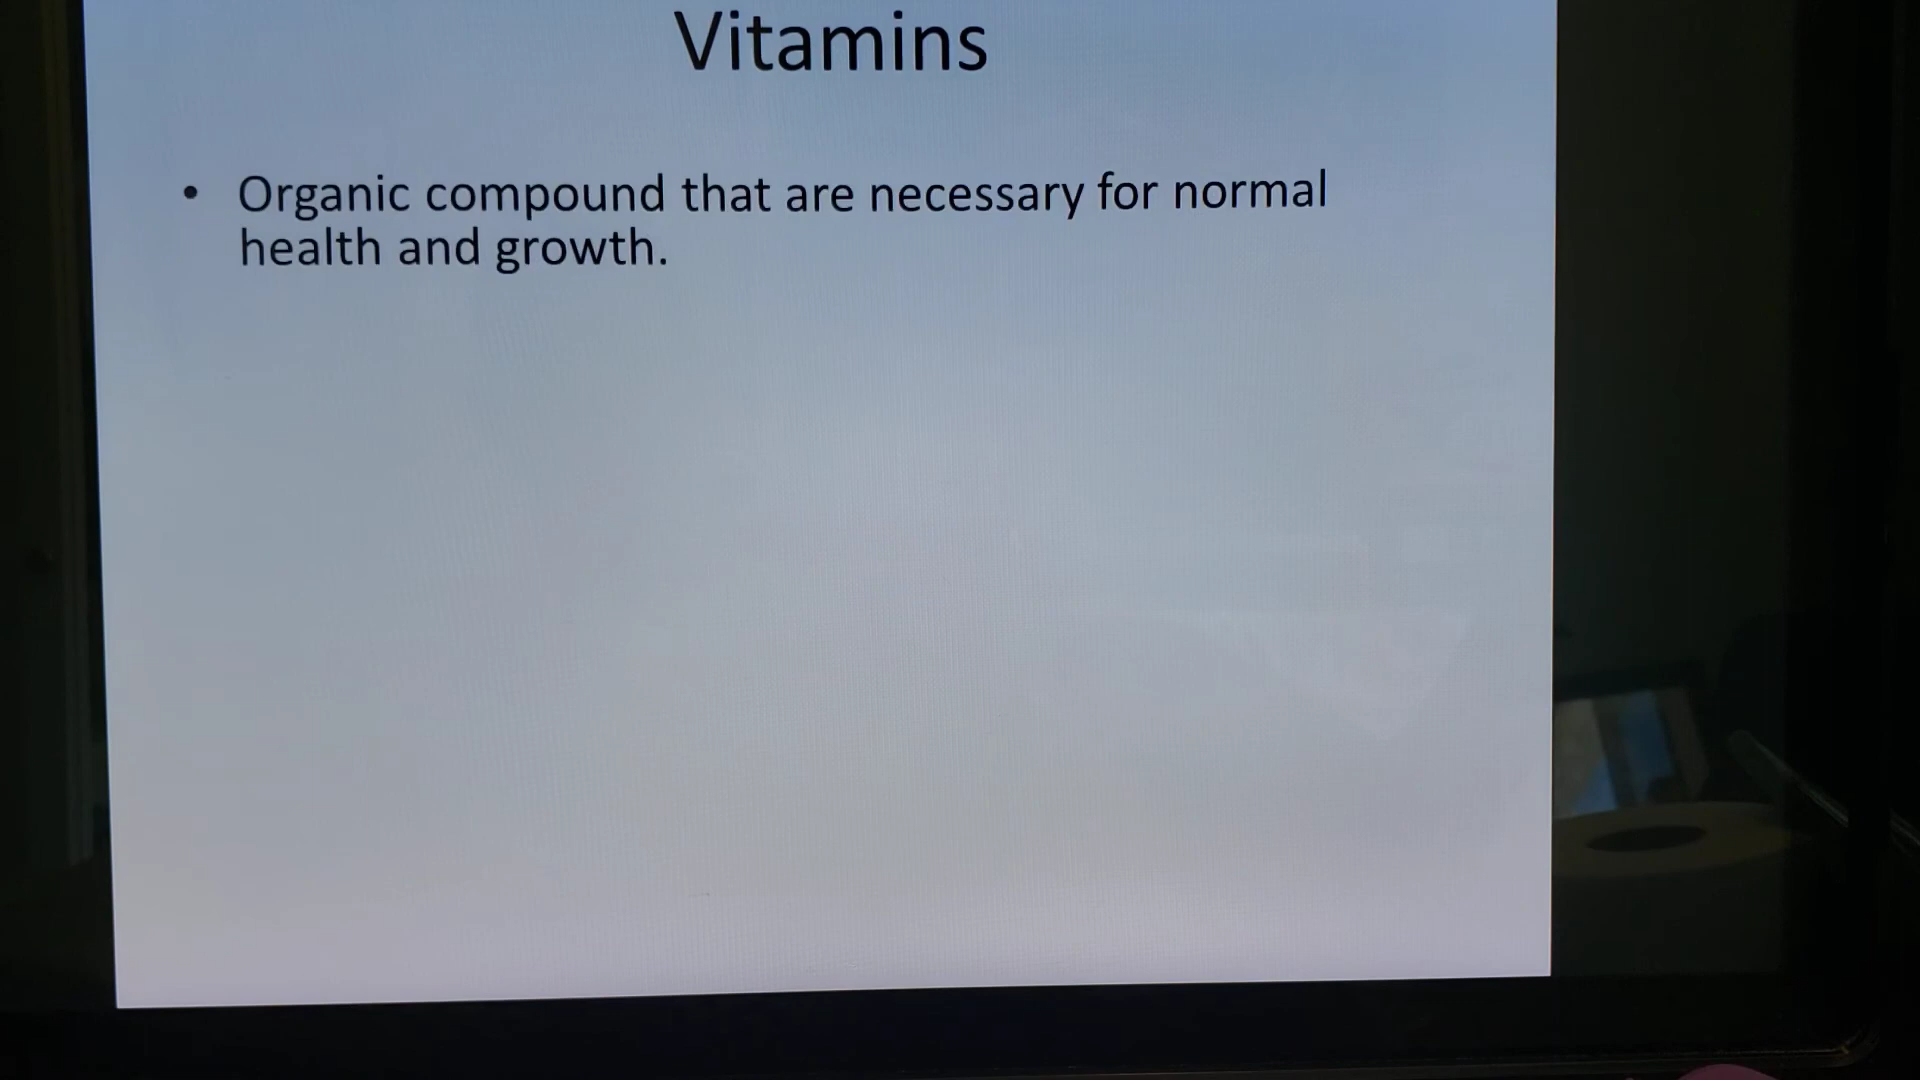 Vitamins
• Organic compound that are necessary for normal
health and growth.